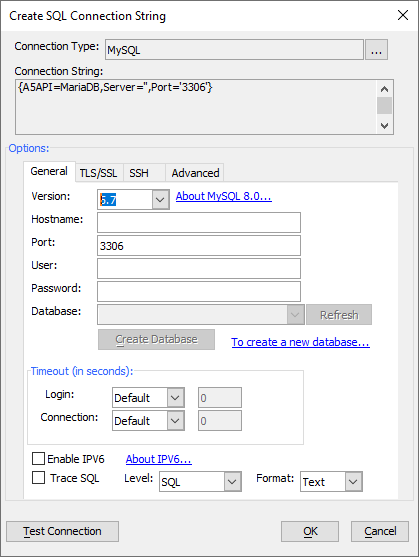 Create SQL Connection String
Connection Type: MySQL ...
Connection String:
{A5API=MariaDB,Server='',Port='3306'}
Options:
General TLS/SSL SSH Advanced
Version: 5.7 About MySQL 8.0...
Hostname:
Port: 3306
User:
Password:
Database: Refresh
Create Database To create a new database...
Timeout (in seconds):
Login: Default 0
Connection: Default 0
Enable IPV6 About IPV6...
Trace SQL Level: SQL Format: Text
Test Connection OK Cancel